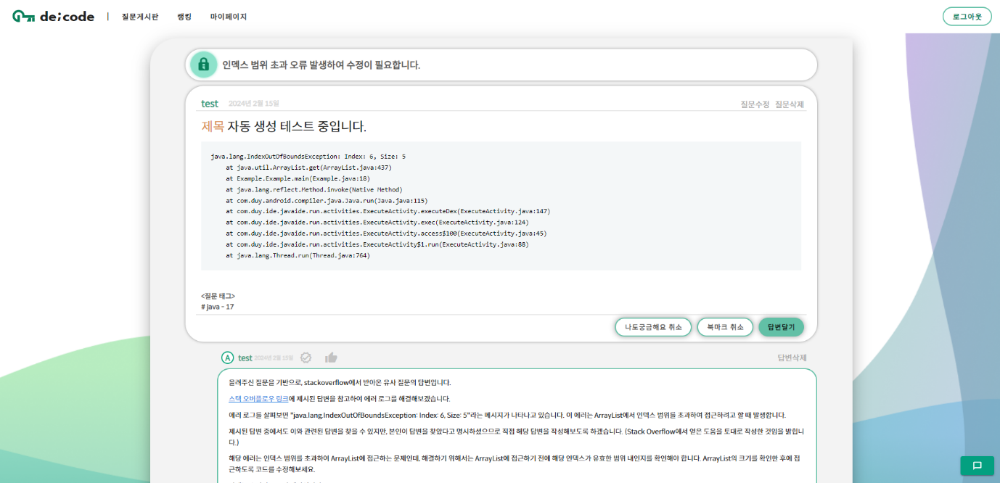 de;code | 질문게시판 랭킹 마이페이지 로그아웃
인덱스 범위 초과 오류 발생하여 수정이 필요합니다.
test 2024년 2월 15일 질문수정 질문삭제
제목 자동 생성 테스트 중입니다.
java.lang.IndexOutOfBoundsException: Index: 6, Size: 5
at java.util.ArrayList.get(ArrayList.java:437)
at Example.Example.main(Example.java:18)
at java.lang.reflect.Method.invoke(Native Method)
at com.duy.android.compiler.java.Java.run(Java.java:115)
at com.duy.ide.javaide.run.activities.ExecuteActivity.executeDex(ExecuteActivity.java:147)
at com.duy.ide.javaide.run.activities.ExecuteActivity.exec(ExecuteActivity.java:124)
at com.duy.ide.javaide.run.activities.ExecuteActivity.access$100(ExecuteActivity.java:45)
at com.duy.ide.javaide.run.activities.ExecuteActivity$1.run(ExecuteActivity.java:88)
at java.lang.Thread.run(Thread.java:764)
<질문 태그>
# java - 17
나도궁금해요 취소 북마크 취소 답변달기
A test 2024년 2월 15일 답변삭제
올려주신 질문을 기반으로, stackoverflow에서 받아온 유사 질문의 답변입니다.
스택 오버플로우 링크에 제시된 답변을 참고하여 에러 로그를 해결해보겠습니다.
에러 로그를 살펴보면 "java.lang.IndexOutOfBoundsException: Index: 6, Size: 5"라는 메시지가 나타나고 있습니다. 이 에러는 ArrayList에서 인덱스 범위를 초과하여 접근하려고 할 때 발생합니다.
제시된 답변 중에서도 이와 관련된 답변을 찾을 수 있지만, 본인이 답변을 찾았다고 명시하셨으므로 직접 해당 답변을 작성해보도록 하겠습니다. (Stack Overflow에서 얻은 도움을 토대로 작성한 것임을 밝힙니
다.)
해당 에러는 인덱스 범위를 초과하여 ArrayList에 접근하는 문제인데, 해결하기 위해서는 ArrayList에 접근하기 전에 해당 인덱스가 유효한 범위 내인지를 확인해야 합니다. ArrayList의 크기를 확인한 후에 접
근하도록 코드를 수정해보세요.